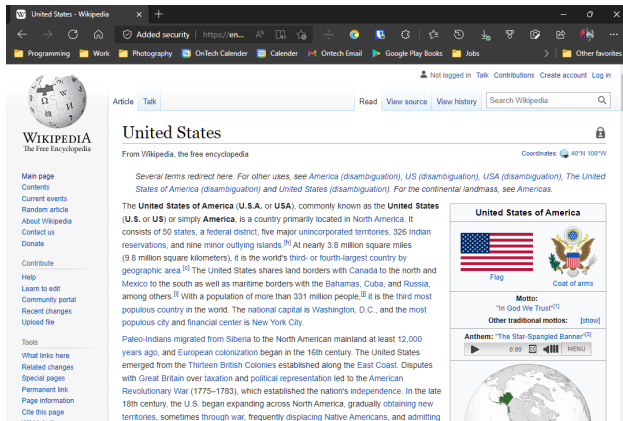 United States - Wikipedia
Added security
https://en...
Programming
Work
Photography
OnTech Calender
Calender
Ontech Email
Google Play Books
Jobs
Other favorites
Not logged in Talk Contributions Create account Log in
Article Talk
Read View source View history
Search Wikipedia
WIKIPEDIA
The Free Encyclopedia
Main page
Contents
Current events
Random article
About Wikipedia
Contact us
Donate
Contribute
Help
Learn to edit
Community portal
Recent changes
Upload file
Tools
What links here
Related changes
Special pages
Permanent link
Page information
Cite this page
United States
From Wikipedia, the free encyclopedia
Coordinates: 40°N 100°W
Several terms redirect here. For other uses, see America (disambiguation), US (disambiguation), USA (disambiguation), The United
States of America (disambiguation) and United States (disambiguation). For the continental landmass, see Americas.
The United States of America (U.S.A. or USA), commonly known as the United States
(U.S. or US) or simply America, is a country primarily located in North America. It
consists of 50 states, a federal district, five major unincorporated territories, 326 Indian
reservations, and nine minor outlying islands.[h] At nearly 3.8 million square miles
(9.8 million square kilometers), it is the world's third- or fourth-largest country by
geographic area.[c] The United States shares land borders with Canada to the north and
Mexico to the south as well as maritime borders with the Bahamas, Cuba, and Russia,
among others.[i] With a population of more than 331 million people,[j] it is the third most
populous country in the world. The national capital is Washington, D.C., and the most
populous city and financial center is New York City.
Paleo-Indians migrated from Siberia to the North American mainland at least 12,000
years ago, and European colonization began in the 16th century. The United States
emerged from the Thirteen British Colonies established along the East Coast. Disputes
with Great Britain over taxation and political representation led to the American
Revolutionary War (1775–1783), which established the nation's independence. In the late
18th century, the U.S. began expanding across North America, gradually obtaining new
territories, sometimes through war, frequently displacing Native Americans, and admitting
United States of America
Flag
Coat of arms
Motto:
"In God We Trust"[1]
Other traditional mottos: [show]
Anthem: "The Star-Spangled Banner"[3]
0:00 MENU